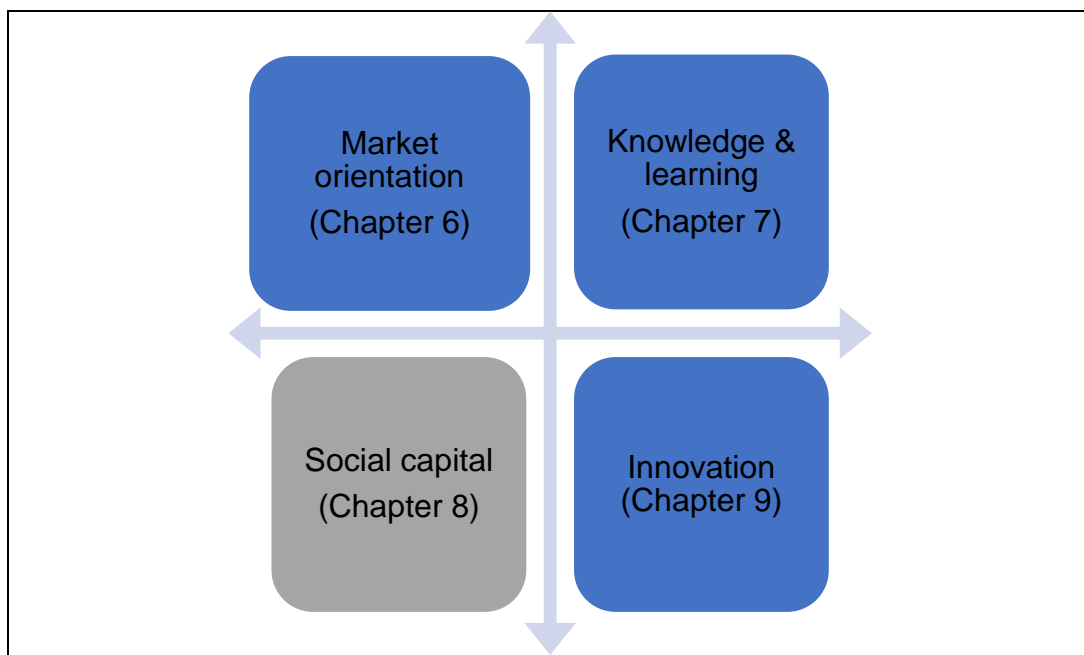 Market
orientation
(Chapter 6)
Knowledge &
learning
(Chapter 7)
Social capital
(Chapter 8)
Innovation
(Chapter 9)